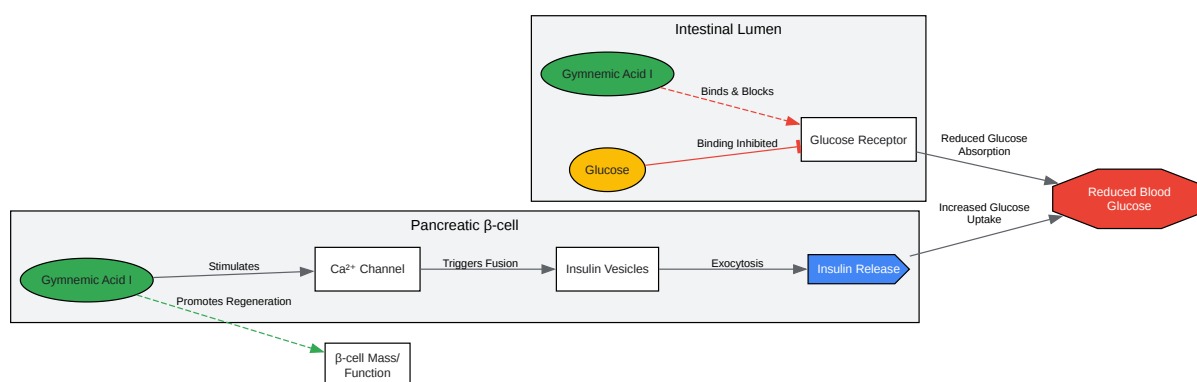 Intestinal Lumen
Gymnemic Acid I
Binds & Blocks
Glucose Receptor
Binding Inhibited
Glucose
Reduced Glucose
Absorption
Reduced Blood
Glucose
Increased Glucose
Uptake
Pancreatic β-cell
Gymnemic Acid I
Stimulates
Ca²⁺ Channel
Triggers Fusion
Insulin Vesicles
Exocytosis
Insulin Release
Promotes Regeneration
β-cell Mass/
Function